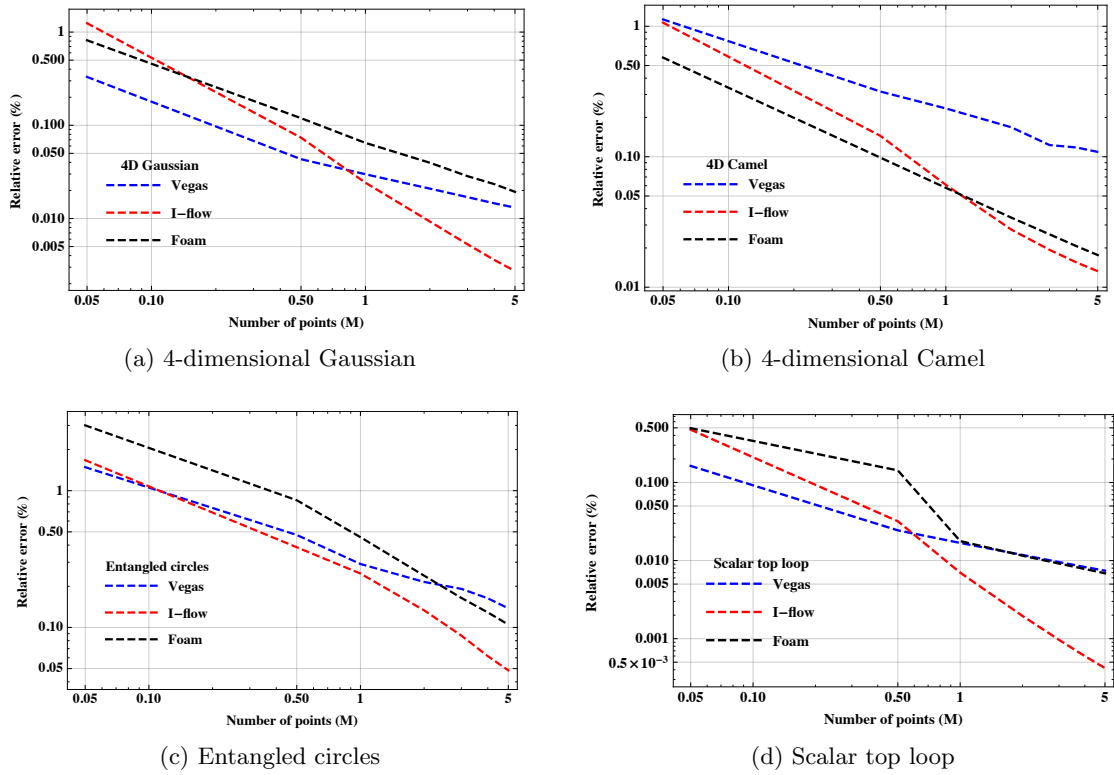 1
0.500
0.100
0.050
0.010
0.005
Relative error (%)
4D Gaussian
Vegas
I-flow
Foam
0.05 0.10 0.50 1 5
Number of points (M)
(a) 4-dimensional Gaussian
1
0.50
0.10
0.05
0.01
Relative error (%)
4D Camel
Vegas
I-flow
Foam
0.05 0.10 0.50 1 5
Number of points (M)
(b) 4-dimensional Camel
1
0.50
0.10
0.05
Relative error (%)
Entangled circles
Vegas
I-flow
Foam
0.05 0.10 0.50 1 5
Number of points (M)
(c) Entangled circles
0.500
0.100
0.050
0.010
0.005
0.001
0.5×10⁻³
Relative error (%)
Scalar top loop
Vegas
I-flow
Foam
0.05 0.10 0.50 1 5
Number of points (M)
(d) Scalar top loop